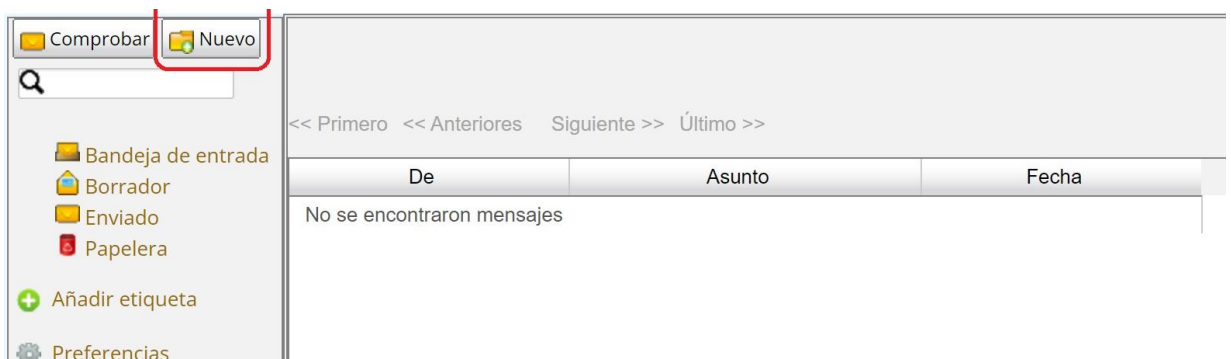 Comprobar Nuevo
<< Primero << Anteriores Siguiente >> Último >>
Bandeja de entrada
Borrador
Enviado
Papelera
Añadir etiqueta
Preferencias
De Asunto Fecha
No se encontraron mensajes